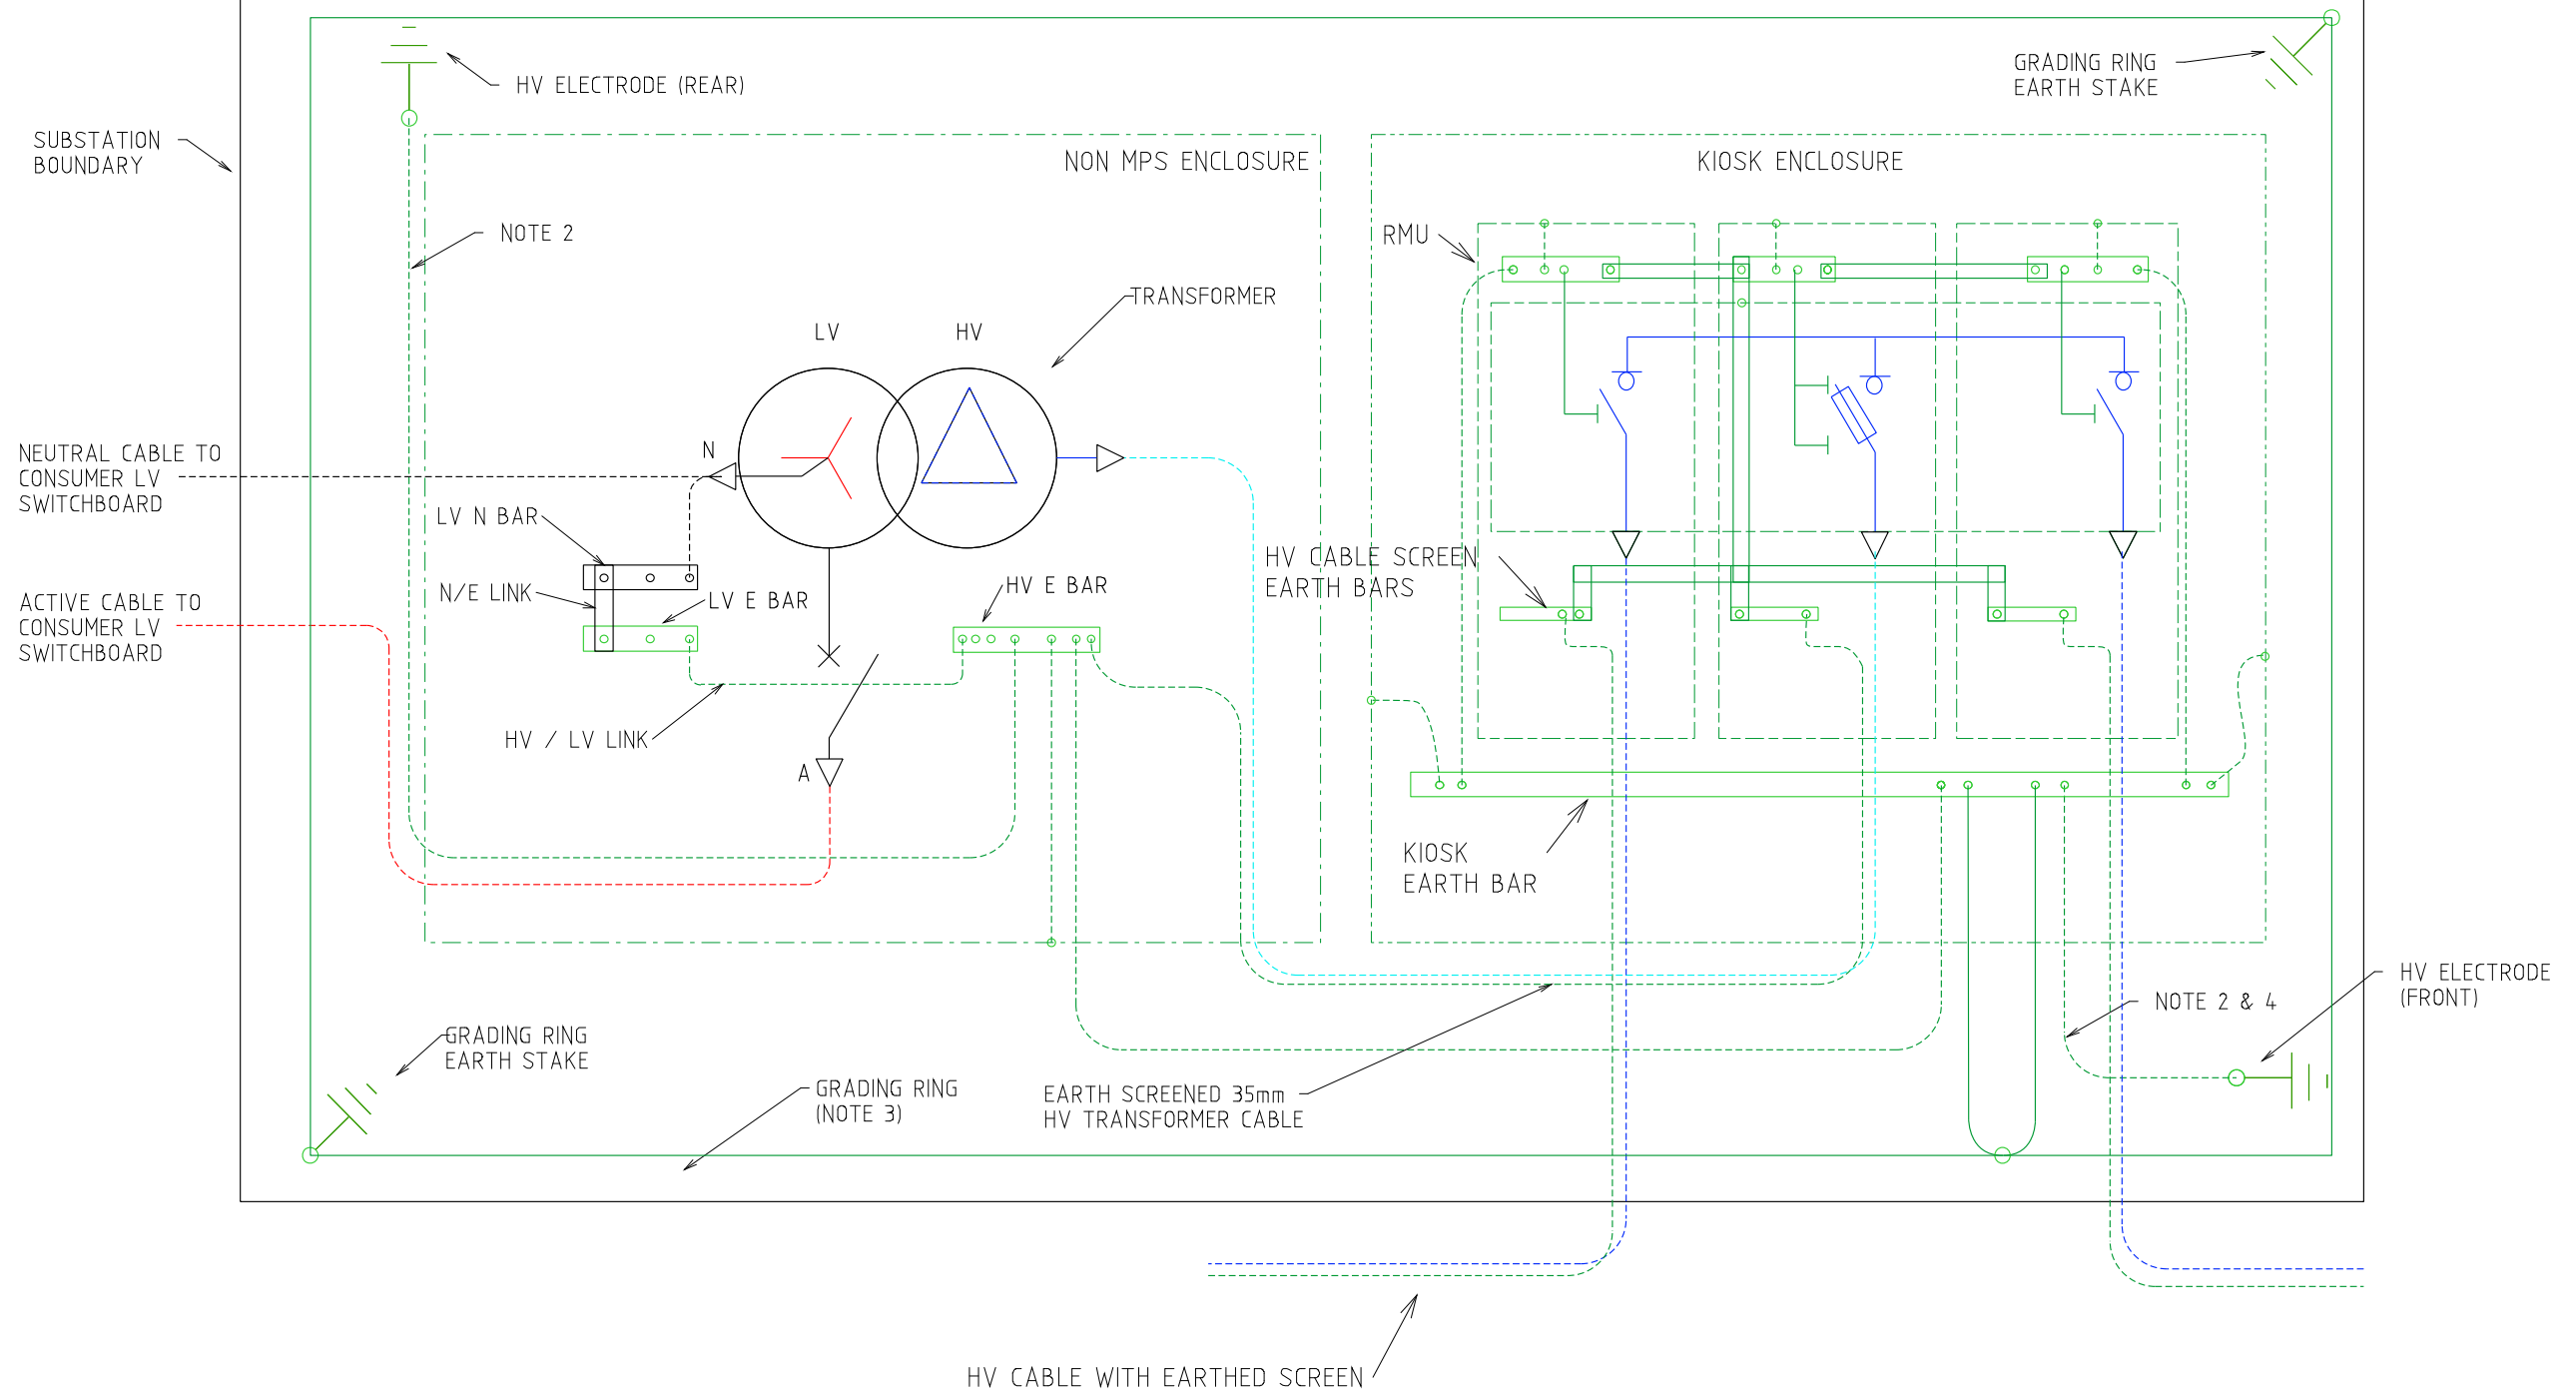 HV ELECTRODE (REAR)
GRADING RING
EARTH STAKE
SUBSTATION
BOUNDARY
NON MPS ENCLOSURE
KIOSK ENCLOSURE
NOTE 2
RMU
TRANSFORMER
LV
HV
N
NEUTRAL CABLE TO
CONSUMER LV
SWITCHBOARD
LV N BAR
HV CABLE SCREEN
EARTH BARS
N/E LINK
LV E BAR
HV E BAR
ACTIVE CABLE TO
CONSUMER LV
SWITCHBOARD
HV / LV LINK
A
KIOSK
EARTH BAR
HV ELECTRODE
(FRONT)
NOTE 2 & 4
GRADING RING
EARTH STAKE
GRADING RING
(NOTE 3)
EARTH SCREENED 35mm
HV TRANSFORMER CABLE
HV CABLE WITH EARTHED SCREEN